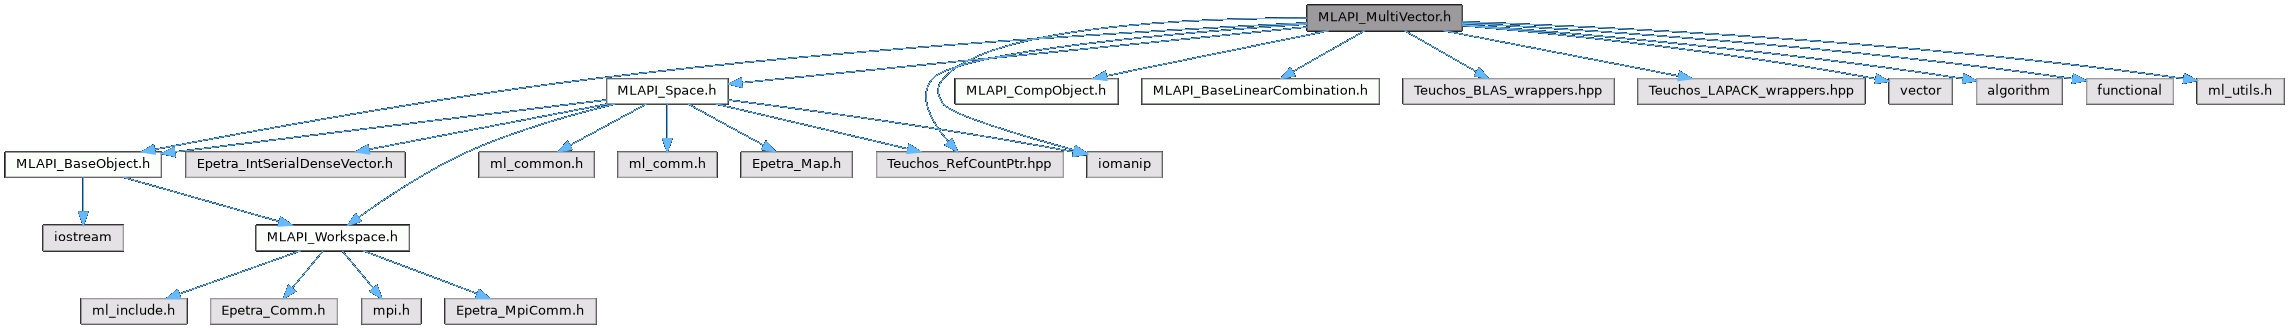 MLAPI_MultiVector.h
MLAPI_Space.h
MLAPI_CompObject.h
MLAPI_BaseLinearCombination.h
Teuchos_BLAS_wrappers.hpp
Teuchos_LAPACK_wrappers.hpp
vector
algorithm
functional
ml_utils.h
MLAPI_BaseObject.h
Epetra_IntSerialDenseVector.h
ml_common.h
ml_comm.h
Epetra_Map.h
Teuchos_RefCountPtr.hpp
iomanip
iostream
MLAPI_Workspace.h
ml_include.h
Epetra_Comm.h
mpi.h
Epetra_MpiComm.h